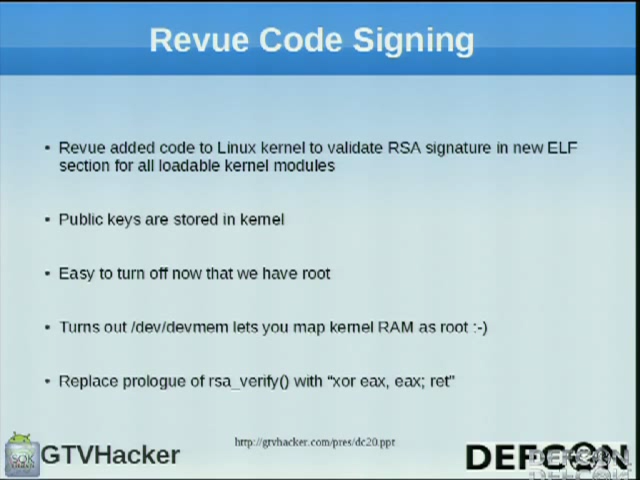 Revue Code Signing
• Revue added code to Linux kernel to validate RSA signature in new ELF
section for all loadable kernel modules
• Public keys are stored in kernel
• Easy to turn off now that we have root
• Turns out /dev/devmem lets you map kernel RAM as root :-)
• Replace prologue of rsa_verify() with “xor eax, eax; ret”
http://gtvhacker.com/pres/dc20.ppt
GTVHacker
DEFCON
DEFCON